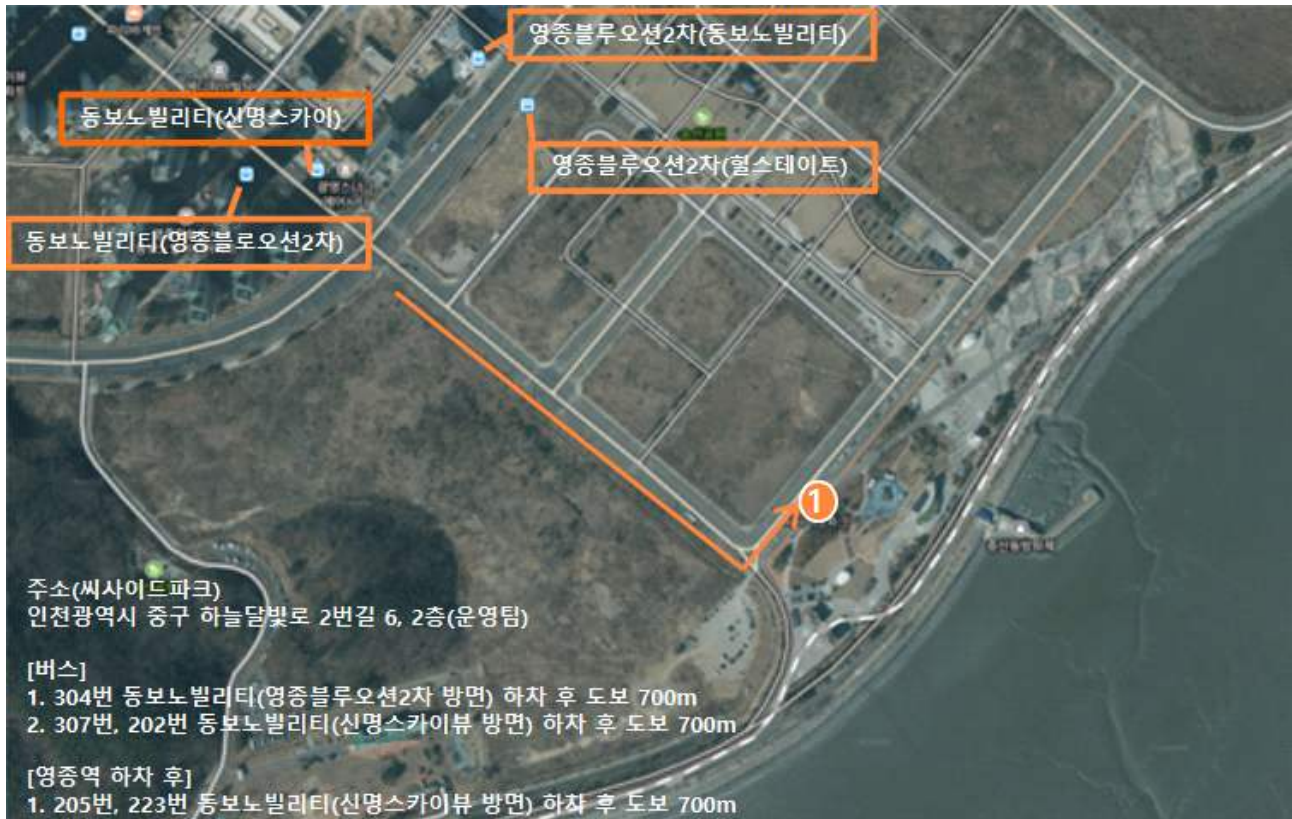 영종블루오션2차(동보노빌리티)
동보노빌리티(신명스카이)
영종블루오션2차(힐스테이트)
동보노빌리티(영종블로오션2차)
1
주소(씨사이드파크)
인천광역시 중구 하늘달빛로 2번길 6, 2층(운영팀)
[버스]
1. 304번 동보노빌리티(영종블루오션2차 방면) 하차 후 도보 700m
2. 307번, 202번 동보노빌리티(신명스카이뷰 방면) 하차 후 도보 700m
[영종역 하차 후]
1. 205번, 223번 동보노빌리티(신명스카이뷰 방면) 하차 후 도보 700m